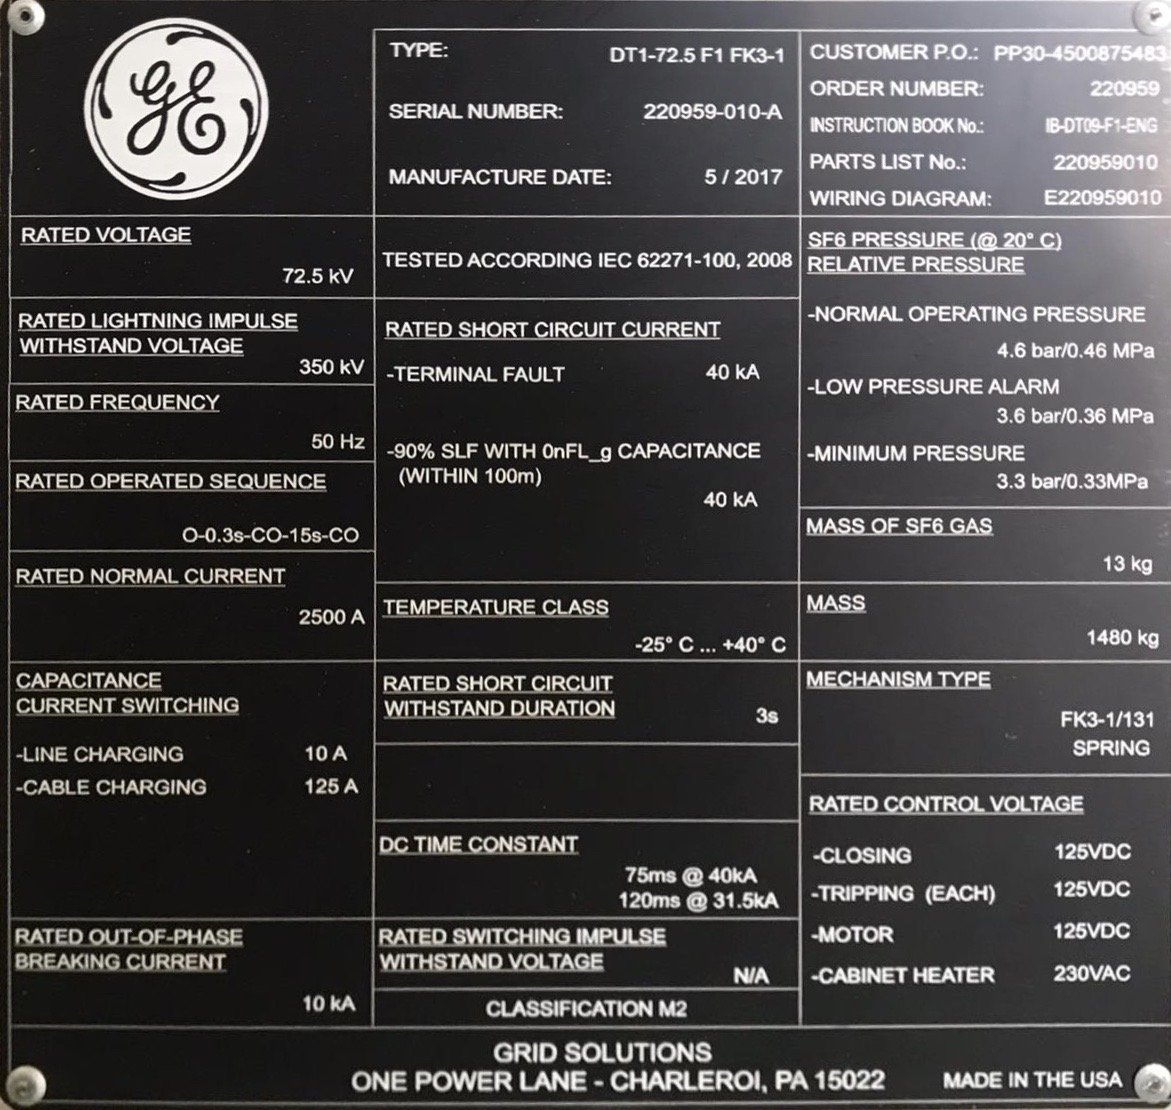 GE
TYPE: DT1-72.5 F1 FK3-1
SERIAL NUMBER: 220959-010-A
MANUFACTURE DATE: 5 / 2017
CUSTOMER P.O.: PP30-4500875483
ORDER NUMBER: 220959
INSTRUCTION BOOK No.: IB-DT09-F1-ENG
PARTS LIST No.: 220959010
WIRING DIAGRAM: E220959010
RATED VOLTAGE
72.5 kV
RATED LIGHTNING IMPULSE
WITHSTAND VOLTAGE
350 kV
RATED FREQUENCY
50 Hz
RATED OPERATED SEQUENCE
O-0.3s-CO-15s-CO
RATED NORMAL CURRENT
2500 A
CAPACITANCE
CURRENT SWITCHING
-LINE CHARGING 10 A
-CABLE CHARGING 125 A
RATED OUT-OF-PHASE
BREAKING CURRENT
10 kA
TESTED ACCORDING IEC 62271-100, 2008
RATED SHORT CIRCUIT CURRENT
-TERMINAL FAULT 40 kA
-90% SLF WITH 0nFL_g CAPACITANCE
(WITHIN 100m)
40 kA
TEMPERATURE CLASS
-25° C ... +40° C
RATED SHORT CIRCUIT
WITHSTAND DURATION
3s
DC TIME CONSTANT
75ms @ 40kA
120ms @ 31.5kA
RATED SWITCHING IMPULSE
WITHSTAND VOLTAGE
N/A
CLASSIFICATION M2
SF6 PRESSURE (@ 20° C)
RELATIVE PRESSURE
-NORMAL OPERATING PRESSURE
4.6 bar/0.46 MPa
-LOW PRESSURE ALARM
3.6 bar/0.36 MPa
-MINIMUM PRESSURE
3.3 bar/0.33MPa
MASS OF SF6 GAS
13 kg
MASS
1480 kg
MECHANISM TYPE
FK3-1/131
SPRING
RATED CONTROL VOLTAGE
-CLOSING 125VDC
-TRIPPING (EACH) 125VDC
-MOTOR 125VDC
-CABINET HEATER 230VAC
GRID SOLUTIONS
ONE POWER LANE - CHARLEROI, PA 15022
MADE IN THE USA